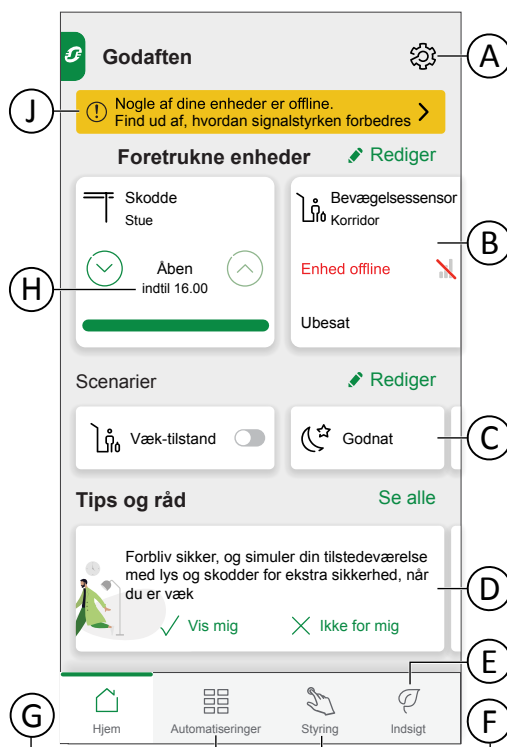 Godaften
A
J
Nogle af dine enheder er offline.
Find ud af, hvordan signalstyrken forbedres
Foretrukne enheder
Rediger
Skodde
Stue
Bevægelsessensor
Korridor
B
Enhed offline
Åben
indtil 16.00
H
Ubesat
Scenarier
Rediger
Væk-tilstand
Godnat
C
Tips og råd
Se alle
Forbliv sikker, og simuler din tilstedeværelse
med lys og skodder for ekstra sikkerhed, når
du er væk
D
Vis mig
Ikke for mig
E
G
Hjem
Automatiseringer
Styring
Indsigt
F